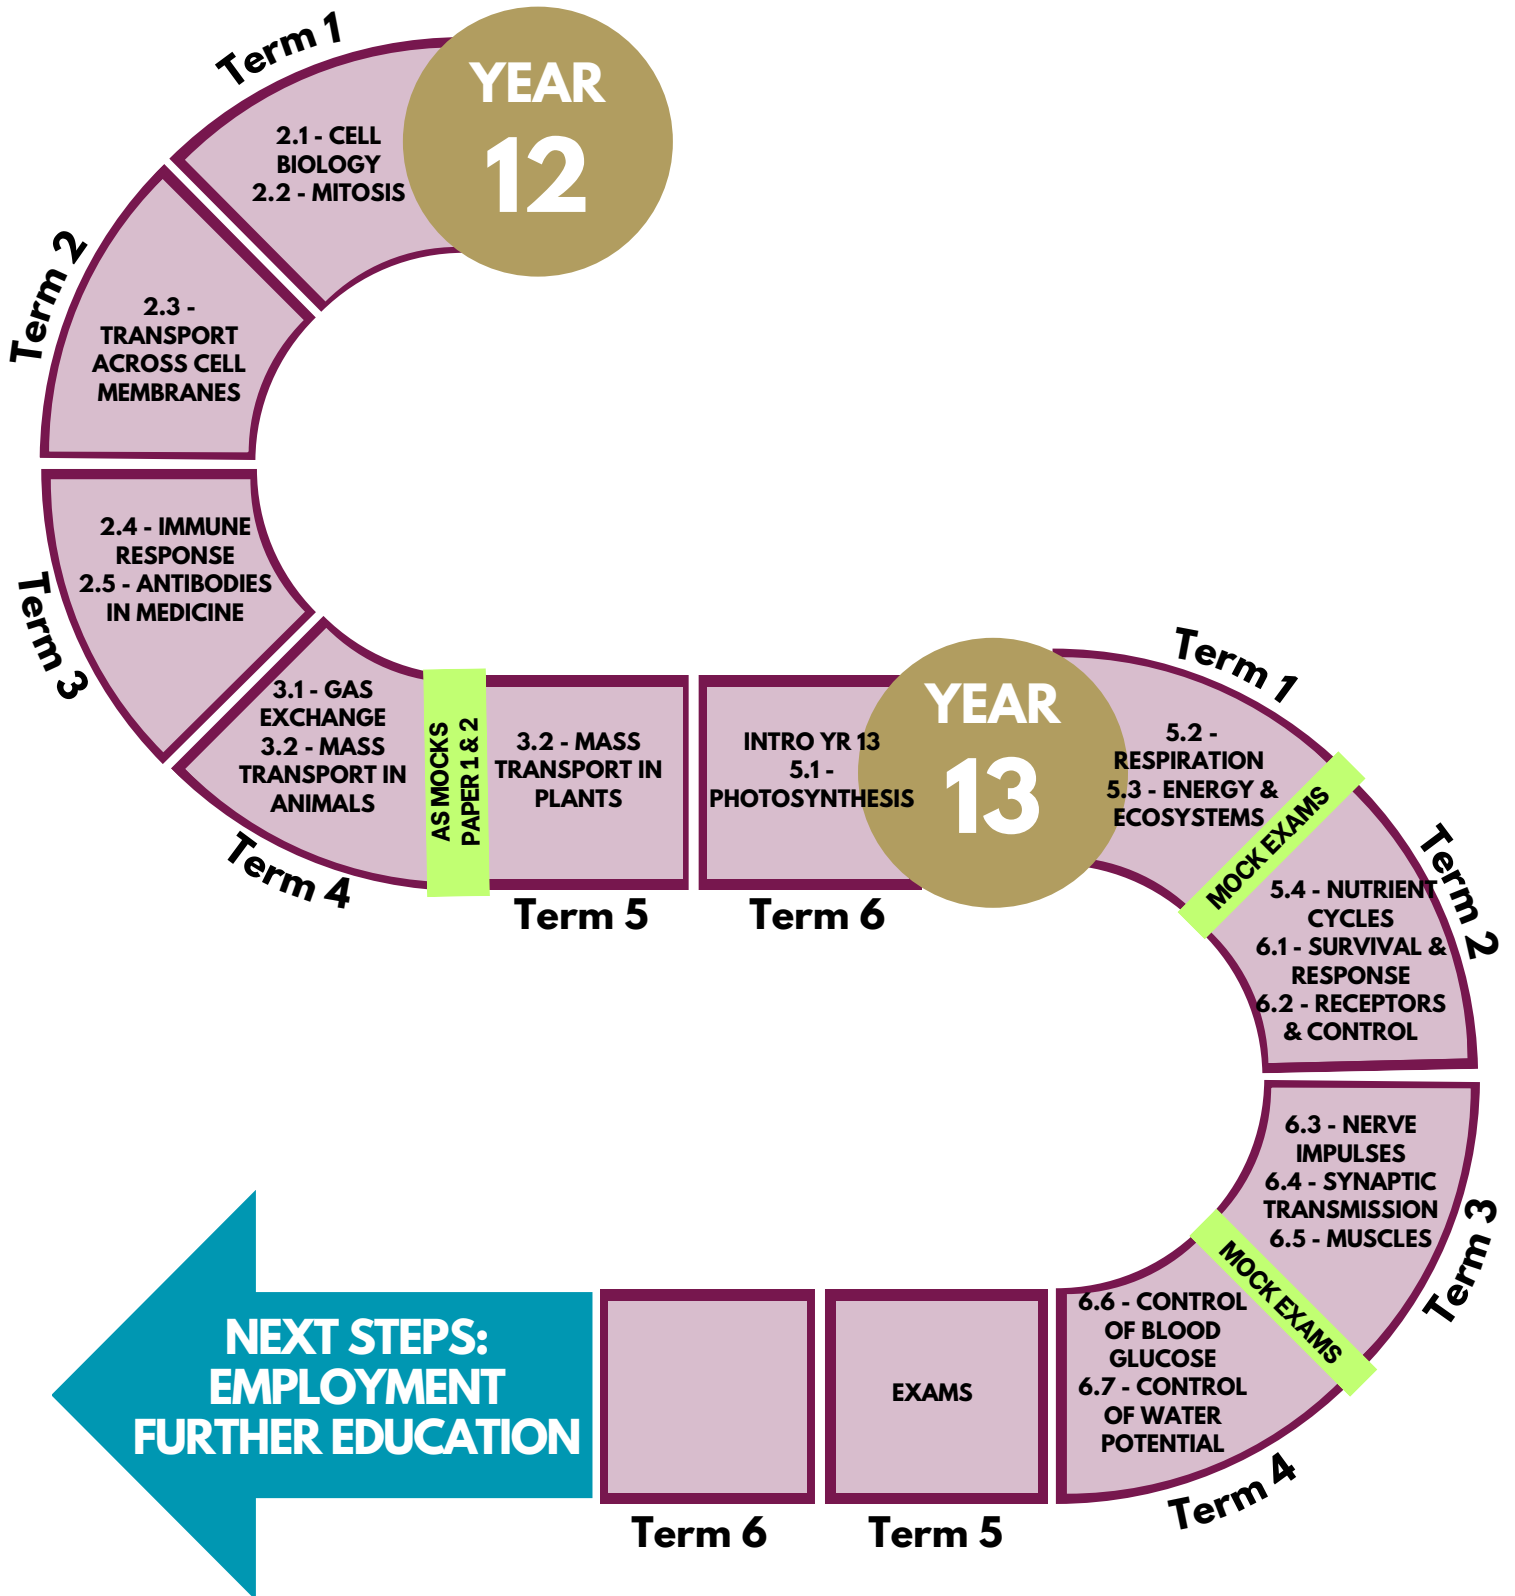 YEAR
12
Term 1
2.1 - CELL
BIOLOGY
2.2 - MITOSIS
Term 2
2.3 -
TRANSPORT
ACROSS CELL
MEMBRANES
Term 3
2.4 - IMMUNE
RESPONSE
2.5 - ANTIBODIES
IN MEDICINE
Term 4
3.1 - GAS
EXCHANGE
3.2 - MASS
TRANSPORT IN
ANIMALS
AS MOCKS
PAPER 1 & 2
3.2 - MASS
TRANSPORT IN
PLANTS
Term 5
INTRO YR 13
5.1 -
PHOTOSYNTHESIS
Term 6
YEAR
13
Term 1
5.2 -
RESPIRATION
5.3 - ENERGY &
ECOSYSTEMS
MOCK EXAMS
Term 2
5.4 - NUTRIENT
CYCLES
6.1 - SURVIVAL &
RESPONSE
6.2 - RECEPTORS
& CONTROL
6.3 - NERVE
IMPULSES
6.4 - SYNAPTIC
TRANSMISSION
6.5 - MUSCLES
Term 3
MOCK EXAMS
6.6 - CONTROL
OF BLOOD
GLUCOSE
6.7 - CONTROL
OF WATER
POTENTIAL
Term 4
EXAMS
Term 5
Term 6
NEXT STEPS:
EMPLOYMENT
FURTHER EDUCATION